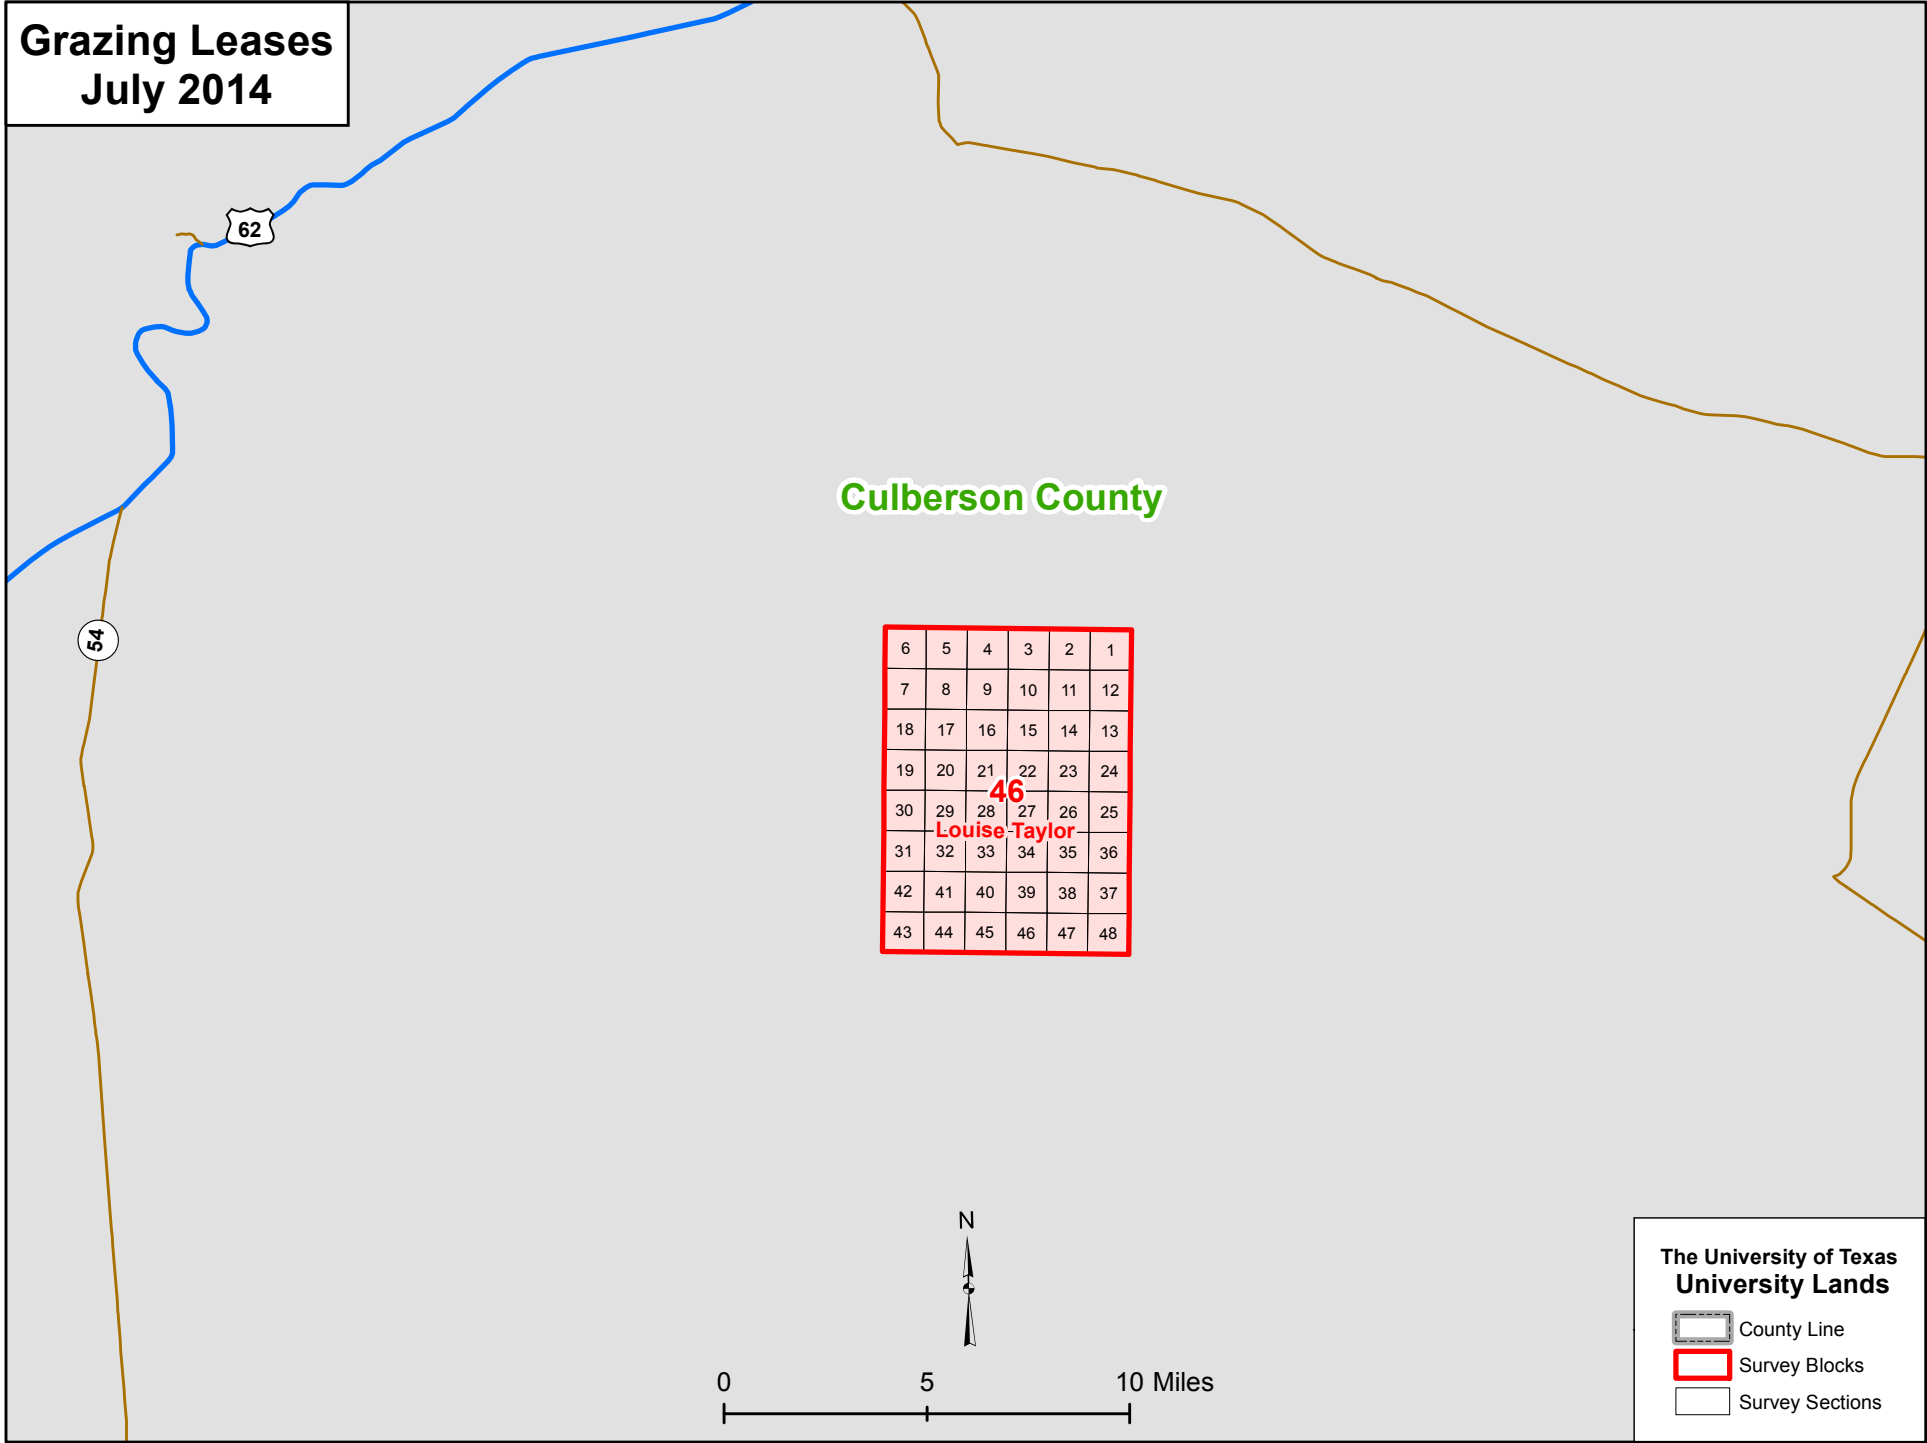 Grazing Leases
July 2014
62
Culberson County
54
6 5 4 3 2 1
7 8 9 10 11 12
18 17 16 15 14 13
19 20 21 22 23 24
46
30 29 28 27 26 25
Louise Taylor
31 32 33 34 35 36
42 41 40 39 38 37
43 44 45 46 47 48
N
0 5 10 Miles
The University of Texas
University Lands
County Line
Survey Blocks
Survey Sections